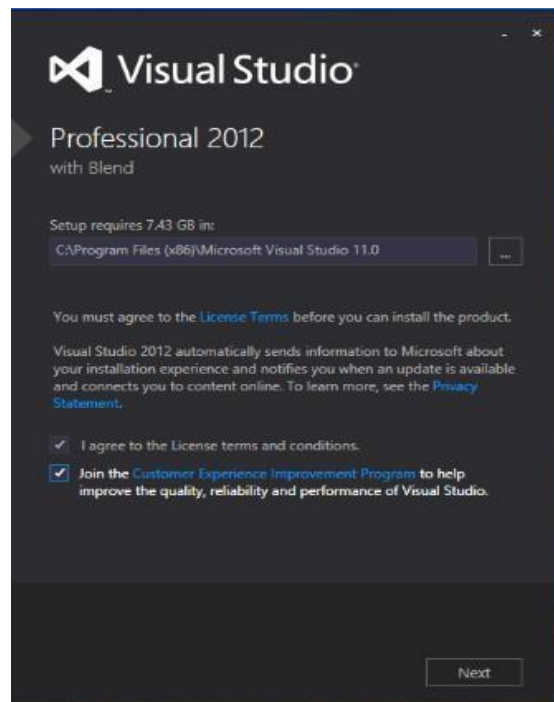 Visual Studio
Professional 2012
with Blend
Setup requires 7.43 GB in:
C:\Program Files (x86)\Microsoft Visual Studio 11.0
...
You must agree to the License Terms before you can install the product.
Visual Studio 2012 automatically sends information to Microsoft about
your installation experience and notifies you when an update is available
and connects you to content online. To learn more, see the Privacy
Statement.
I agree to the License terms and conditions.
Join the Customer Experience Improvement Program to help
improve the quality, reliability and performance of Visual Studio.
Next